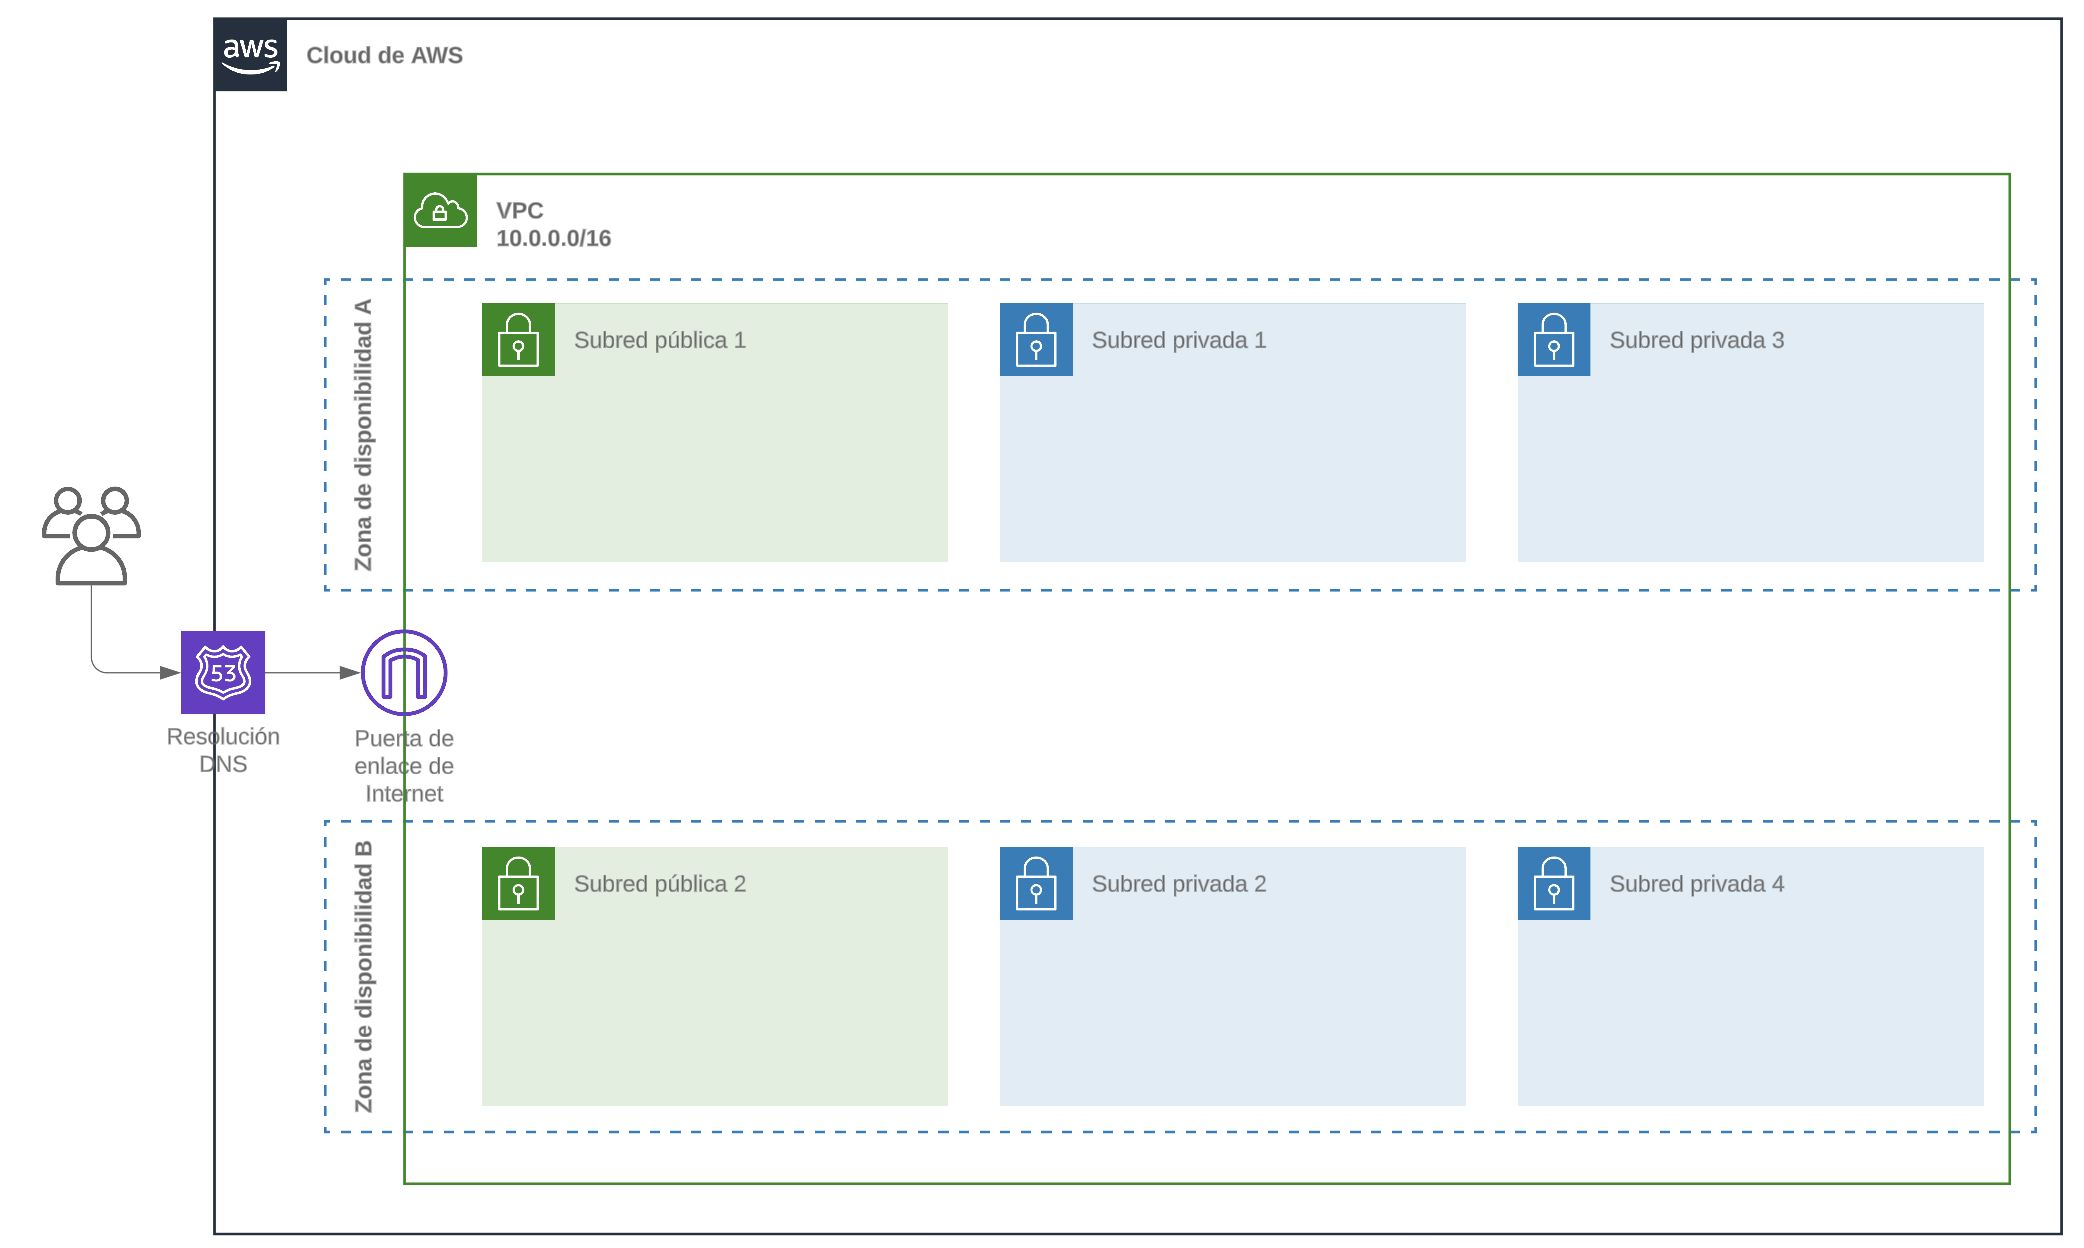 aws
Cloud de AWS
VPC
10.0.0.0/16
Zona de disponibilidad A
Subred pública 1
Subred privada 1
Subred privada 3
53
Resolución
DNS
Puerta de
enlace de
Internet
Zona de disponibilidad B
Subred pública 2
Subred privada 2
Subred privada 4